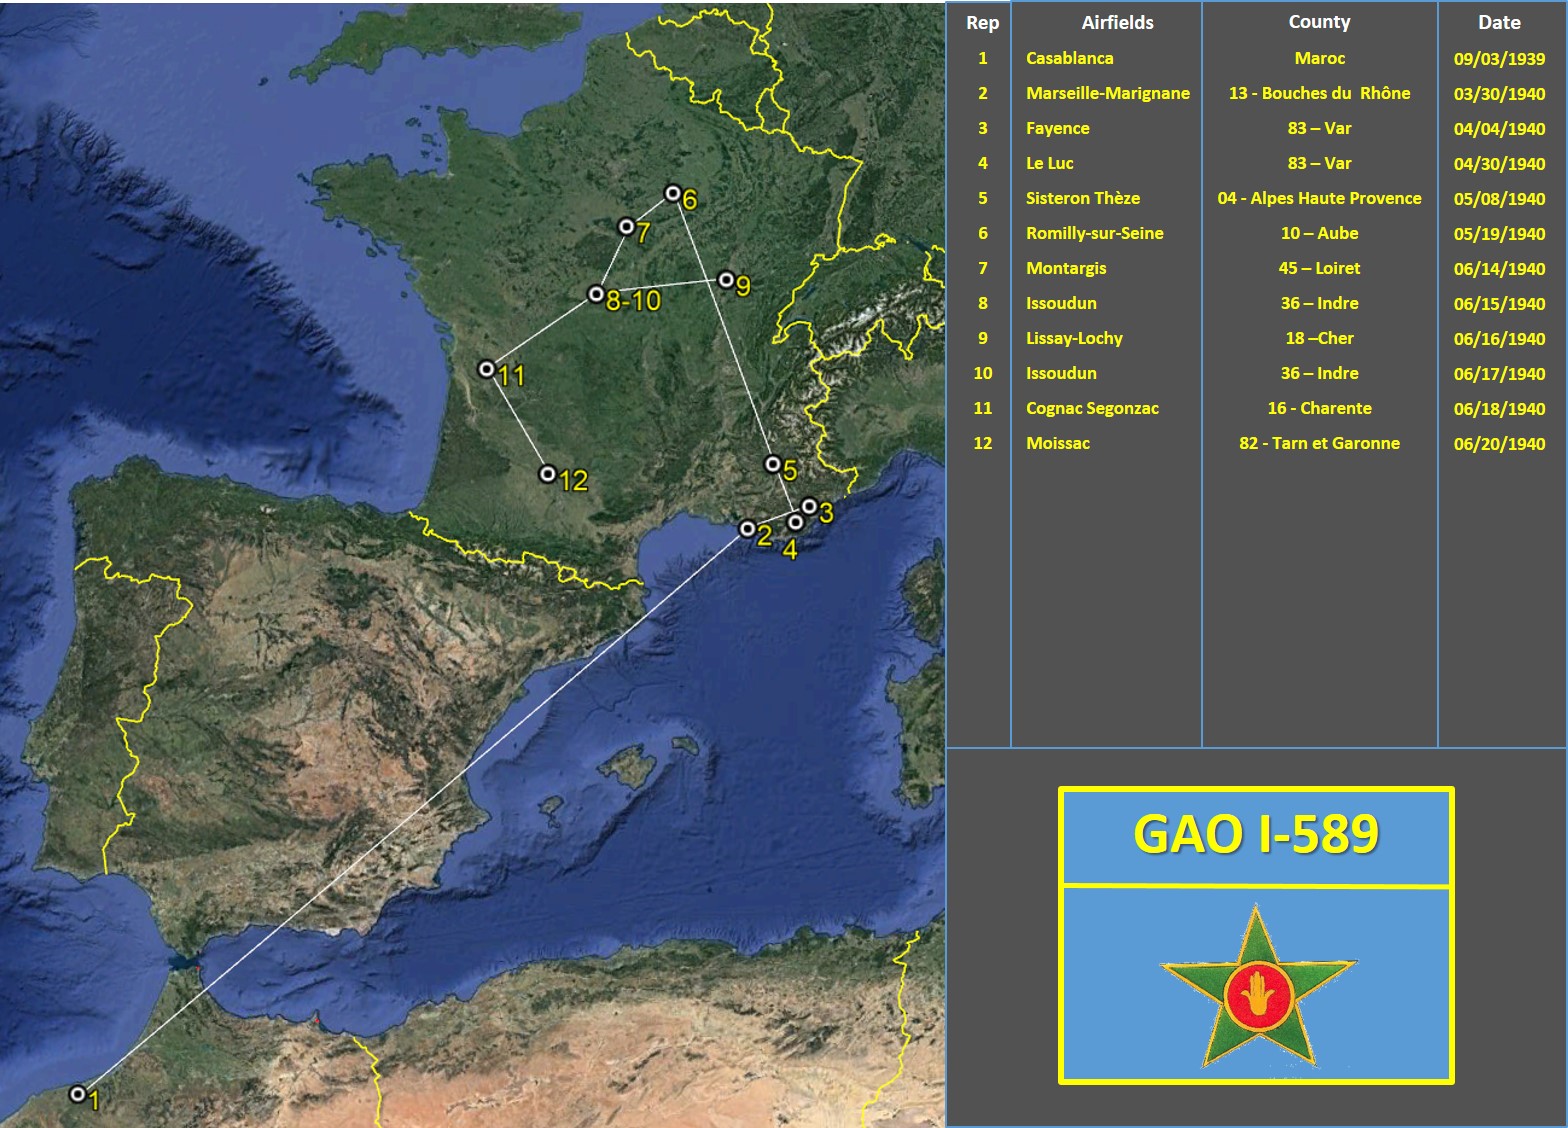 Rep Airfields County Date
1 Casablanca Maroc 09/03/1939
2 Marseille-Marignane 13 - Bouches du Rhône 03/30/1940
3 Fayence 83 – Var 04/04/1940
4 Le Luc 83 – Var 04/30/1940
5 Sisteron Thèze 04 - Alpes Haute Provence 05/08/1940
6 Romilly-sur-Seine 10 – Aube 05/19/1940
7 Montargis 45 – Loiret 06/14/1940
8 Issoudun 36 – Indre 06/15/1940
9 Lissay-Lochy 18 –Cher 06/16/1940
10 Issoudun 36 – Indre 06/17/1940
11 Cognac Segonzac 16 - Charente 06/18/1940
12 Moissac 82 - Tarn et Garonne 06/20/1940
6
7
9
8-10
11
5
12
3
2
4
1
GAO I-589